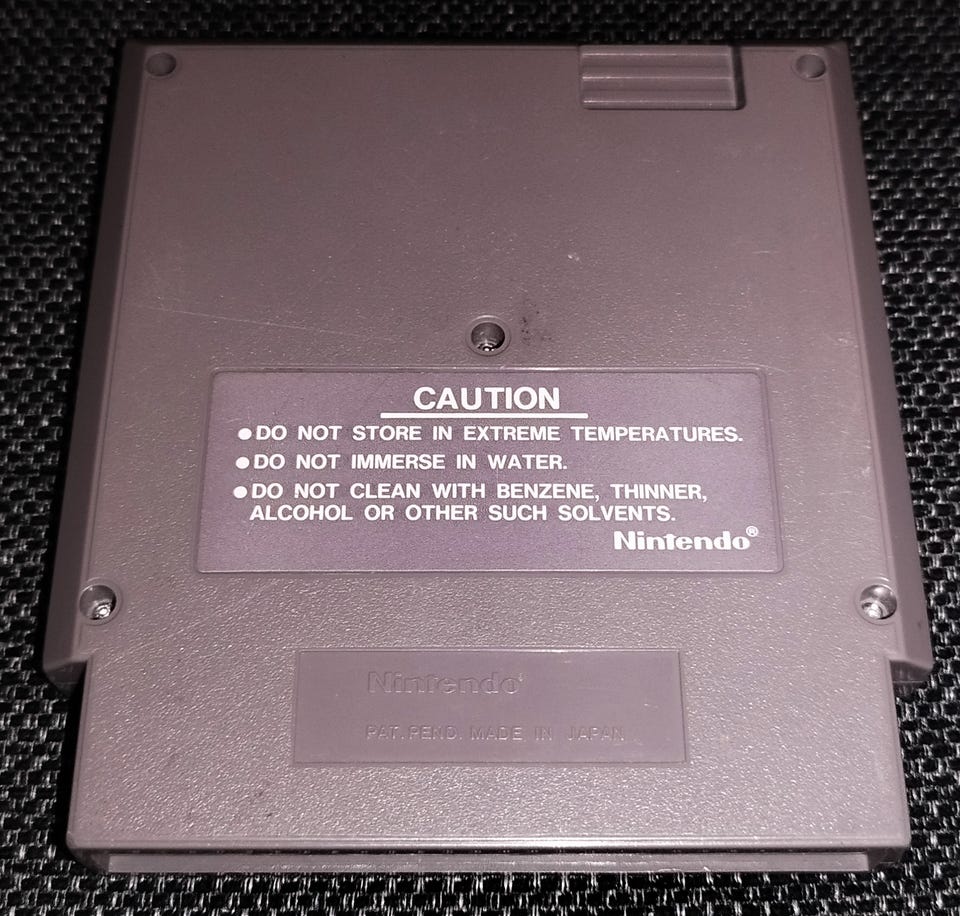 CAUTION
●DO NOT STORE IN EXTREME TEMPERATURES.
●DO NOT IMMERSE IN WATER.
●DO NOT CLEAN WITH BENZENE, THINNER,
ALCOHOL OR OTHER SUCH SOLVENTS.
Nintendo®
Nintendo
PAT. PEND. MADE IN JAPAN